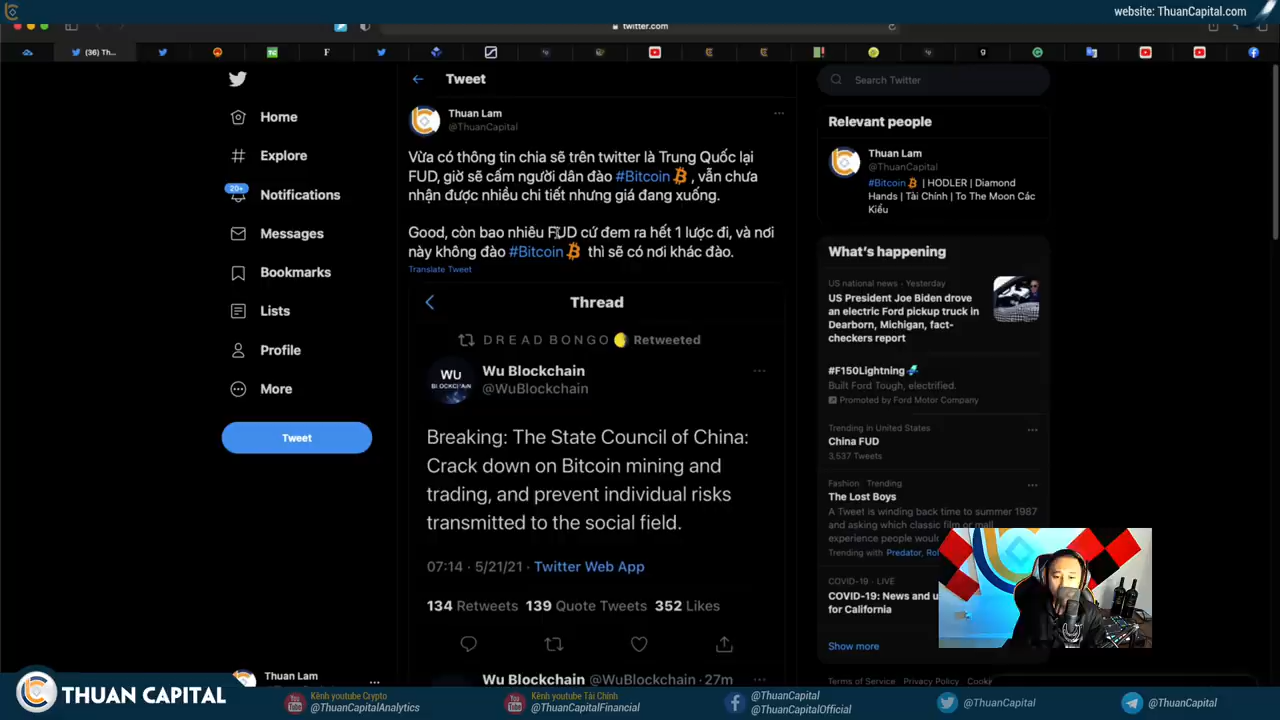 website: ThuanCapital.com
twitter.com
(36) Th...
Tweet
Search Twitter
Home
Explore
20+
Notifications
Messages
Bookmarks
Lists
Profile
More
Tweet
Thuan Lam
@ThuanCapital
Vừa có thông tin chia sẽ trên twitter là Trung Quốc lại
FUD, giờ sẽ cấm người dân đào #Bitcoin , vẫn chưa
nhận được nhiều chi tiết nhưng giá đang xuống.
Good, còn bao nhiêu FUD cứ đem ra hết 1 lược đi, và nơi
này không đào #Bitcoin thì sẽ có nơi khác đào.
Translate Tweet
Thread
DREAD BONGO Retweeted
WU
BLOCKCHAIN
Wu Blockchain
@WuBlockchain
Breaking: The State Council of China:
Crack down on Bitcoin mining and
trading, and prevent individual risks
transmitted to the social field.
07:14 · 5/21/21 · Twitter Web App
134 Retweets 139 Quote Tweets 352 Likes
Wu Blockchain @WuBlockchain · 27m
Relevant people
Thuan Lam
@ThuanCapital
#Bitcoin | HODLER | Diamond
Hands | Tài Chính | To The Moon Các
Kiểu
What's happening
US national news · Yesterday
US President Joe Biden drove
an electric Ford pickup truck in
Dearborn, Michigan, fact-
checkers report
#F150Lightning
Built Ford Tough, electrified.
Promoted by Ford Motor Company
Trending in United States
China FUD
3,537 Tweets
Fashion · Trending
The Lost Boys
A Tweet is winding back time to summer 1987
and asking which classic film or mall
experience people would
Trending with Predator,
COVID-19 · LIVE
COVID-19: News and
for California
Show more
Terms of Service Privacy Policy
Thuan Lam
THUAN CAPITAL
Kênh youtube Crypto
@ThuanCapitalAnalytics
Kênh youtube Tài Chính
@ThuanCapitalFinancial
@ThuanCapital
@ThuanCapitalOfficial
@ThuanCapital
@ThuanCapital